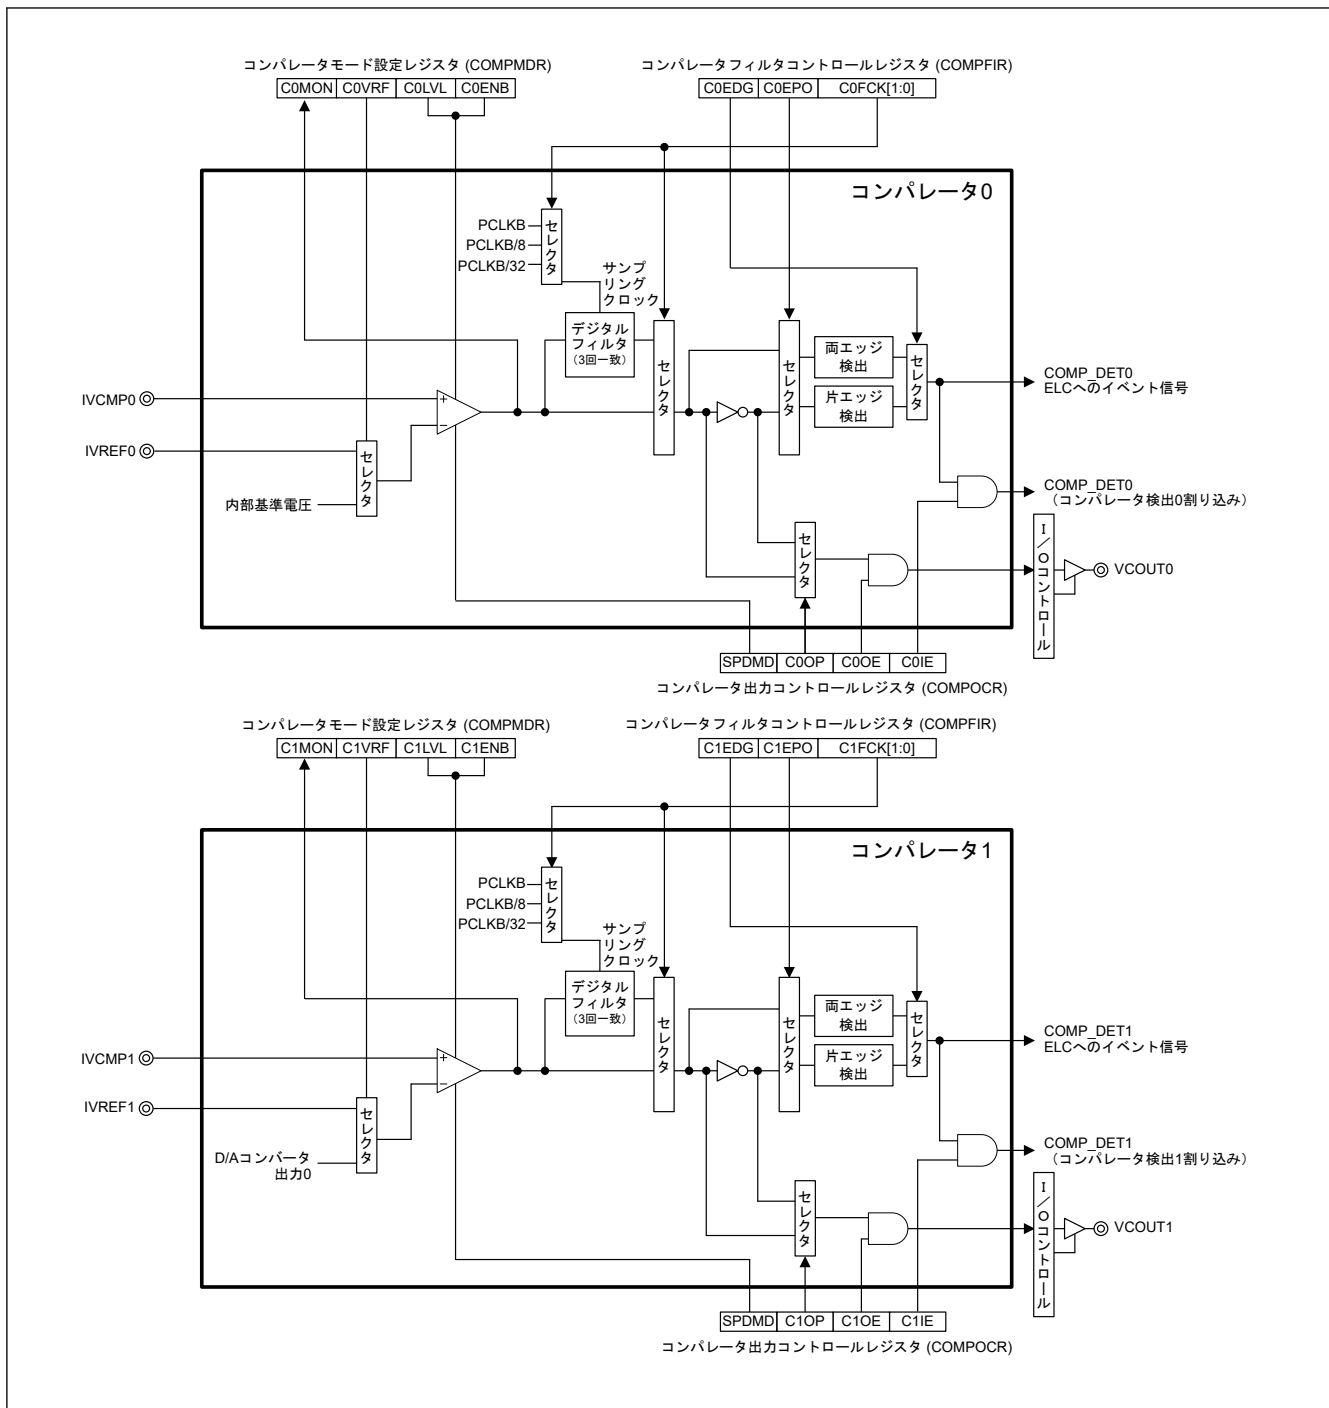 コンパレータモード設定レジスタ (COMPMDR)
C0MON C0VRF C0LVL C0ENB
コンパレータフィルタコントロールレジスタ (COMPFIR)
C0EDG C0EPO C0FCK[1:0]
コンパレータ0
PCLKB
PCLKB/8
PCLKB/32
セレクタ
サンプ
リング
クロック
デジタル
フィルタ
(3回一致)
セレクタ
セレクタ
両エッジ
検出
片エッジ
検出
セレクタ
COMP_DET0
ELCへのイベント信号
IVCMP0
+
−
IVREF0
セレクタ
内部基準電圧
COMP_DET0
(コンパレータ検出0割り込み)
セレクタ
I/Oコントロール
VCOUT0
SPDMD C0OP C0OE C0IE
コンパレータ出力コントロールレジスタ (COMPOCR)
コンパレータモード設定レジスタ (COMPMDR)
C1MON C1VRF C1LVL C1ENB
コンパレータフィルタコントロールレジスタ (COMPFIR)
C1EDG C1EPO C1FCK[1:0]
コンパレータ1
PCLKB
PCLKB/8
PCLKB/32
セレクタ
サンプ
リング
クロック
デジタル
フィルタ
(3回一致)
セレクタ
セレクタ
両エッジ
検出
片エッジ
検出
セレクタ
COMP_DET1
ELCへのイベント信号
IVCMP1
+
−
IVREF1
セレクタ
D/Aコンバータ
出力0
COMP_DET1
(コンパレータ検出1割り込み)
セレクタ
I/Oコントロール
VCOUT1
SPDMD C1OP C1OE C1IE
コンパレータ出力コントロールレジスタ (COMPOCR)